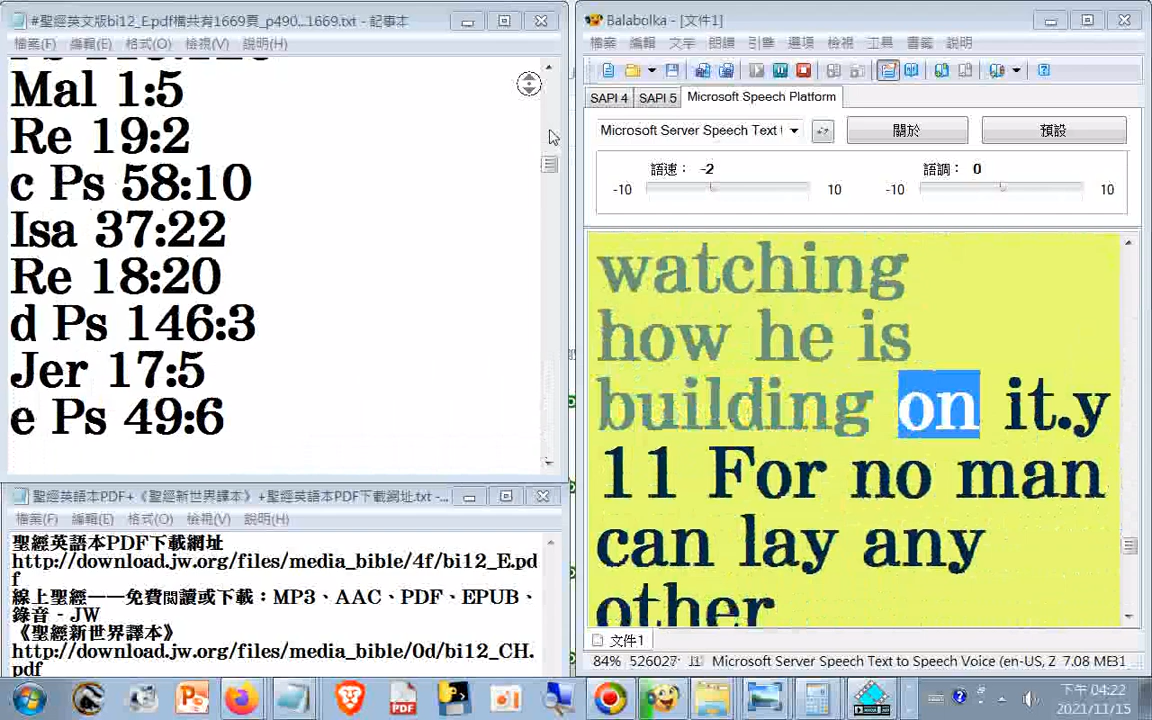 #聖經英文版bi12_E.pdf檔共有1669頁_p490,..1669.txt - 記事本
檔案(F) 編輯(E) 格式(O) 檢視(V) 說明(H)
Mal 1:5
Re 19:2
c Ps 58:10
Isa 37:22
Re 18:20
d Ps 146:3
Jer 17:5
e Ps 49:6
聖經英語本PDF+《聖經新世界譯本》+聖經英語本PDF下載網址.txt -...
檔案(F) 編輯(E) 格式(O) 檢視(V) 說明(H)
聖經英語本PDF下載網址
http://download.jw.org/files/media_bible/4f/bi12_E.pd
f
線上聖經——免費閱讀或下載：MP3、AAC、PDF、EPUB、
錄音 - JW
《聖經新世界譯本》
http://download.jw.org/files/media_bible/0d/bi12_CH.
pdf
Balabolka - [文件1]
檔案 編輯 文字 朗讀 引擎 選項 檢視 工具 書籤 說明
SAPI 4 SAPI 5 Microsoft Speech Platform
Microsoft Server Speech Text 關於 預設
語速： -2 語調： 0
-10 10 -10 10
watching
how he is
building on it.y
11 For no man
can lay any
other
文件1
84% 526027 Microsoft Server Speech Text to Speech Voice (en-US, Z 7.08 MB
下午 04:22
2021/11/15